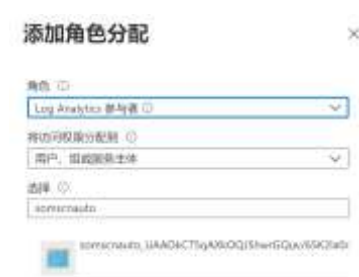 添加角色分配
角色
Log Analytics 参与者
将访问权限分配到
用户、组或服务主体
选择
somscnauto